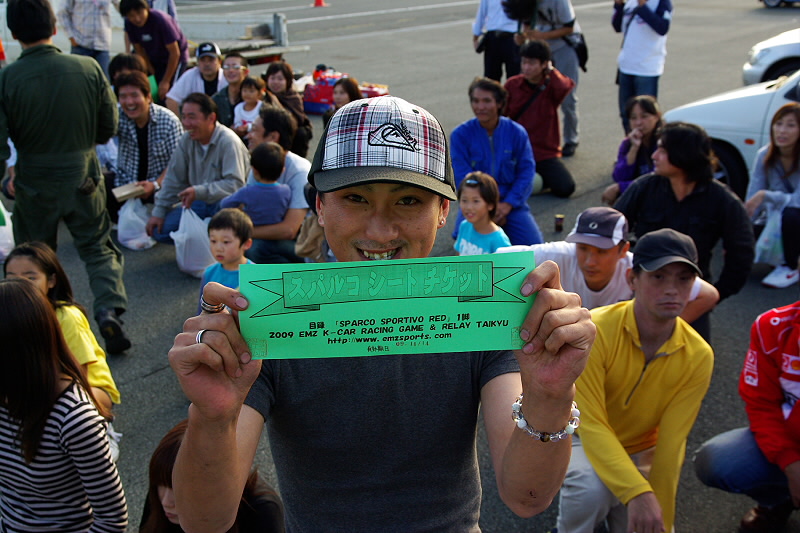 スパルコ シートチケット
目録 「SPARCO SPORTIVO RED」1脚
2009 EMZ K-CAR RACING GAME & RELAY TAIKYU
http://www.emzsports.com